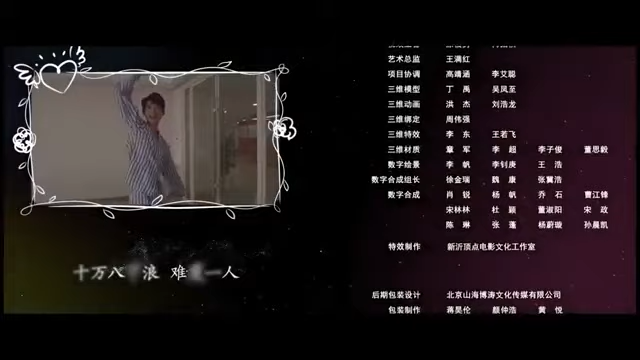 十万八 浪 难 一人
艺术总监 王满红
项目协调 高靖涵 李艾聪
三维模型 丁禹 吴凤至
三维动画 洪杰 刘浩龙
三维绑定 周伟强
三维特效 李东 王若飞
三维材质 章军 李超 李子俊 董思毅
数字绘景 李帆 李钊庚 王浩
数字合成组长 徐金瑞 魏康 张冀浩
数字合成 肖锐 杨帆 乔石 曹江锋
宋林林 杜颖 董淑阳 宋政
陈琳 张蓬 杨蔚璇 孙晨凯
特效制作 新沂顶点电影文化工作室
后期包装设计 北京山海博涛文化传媒有限公司
包装制作 蒋昊伦 颜仲浩 黄悦